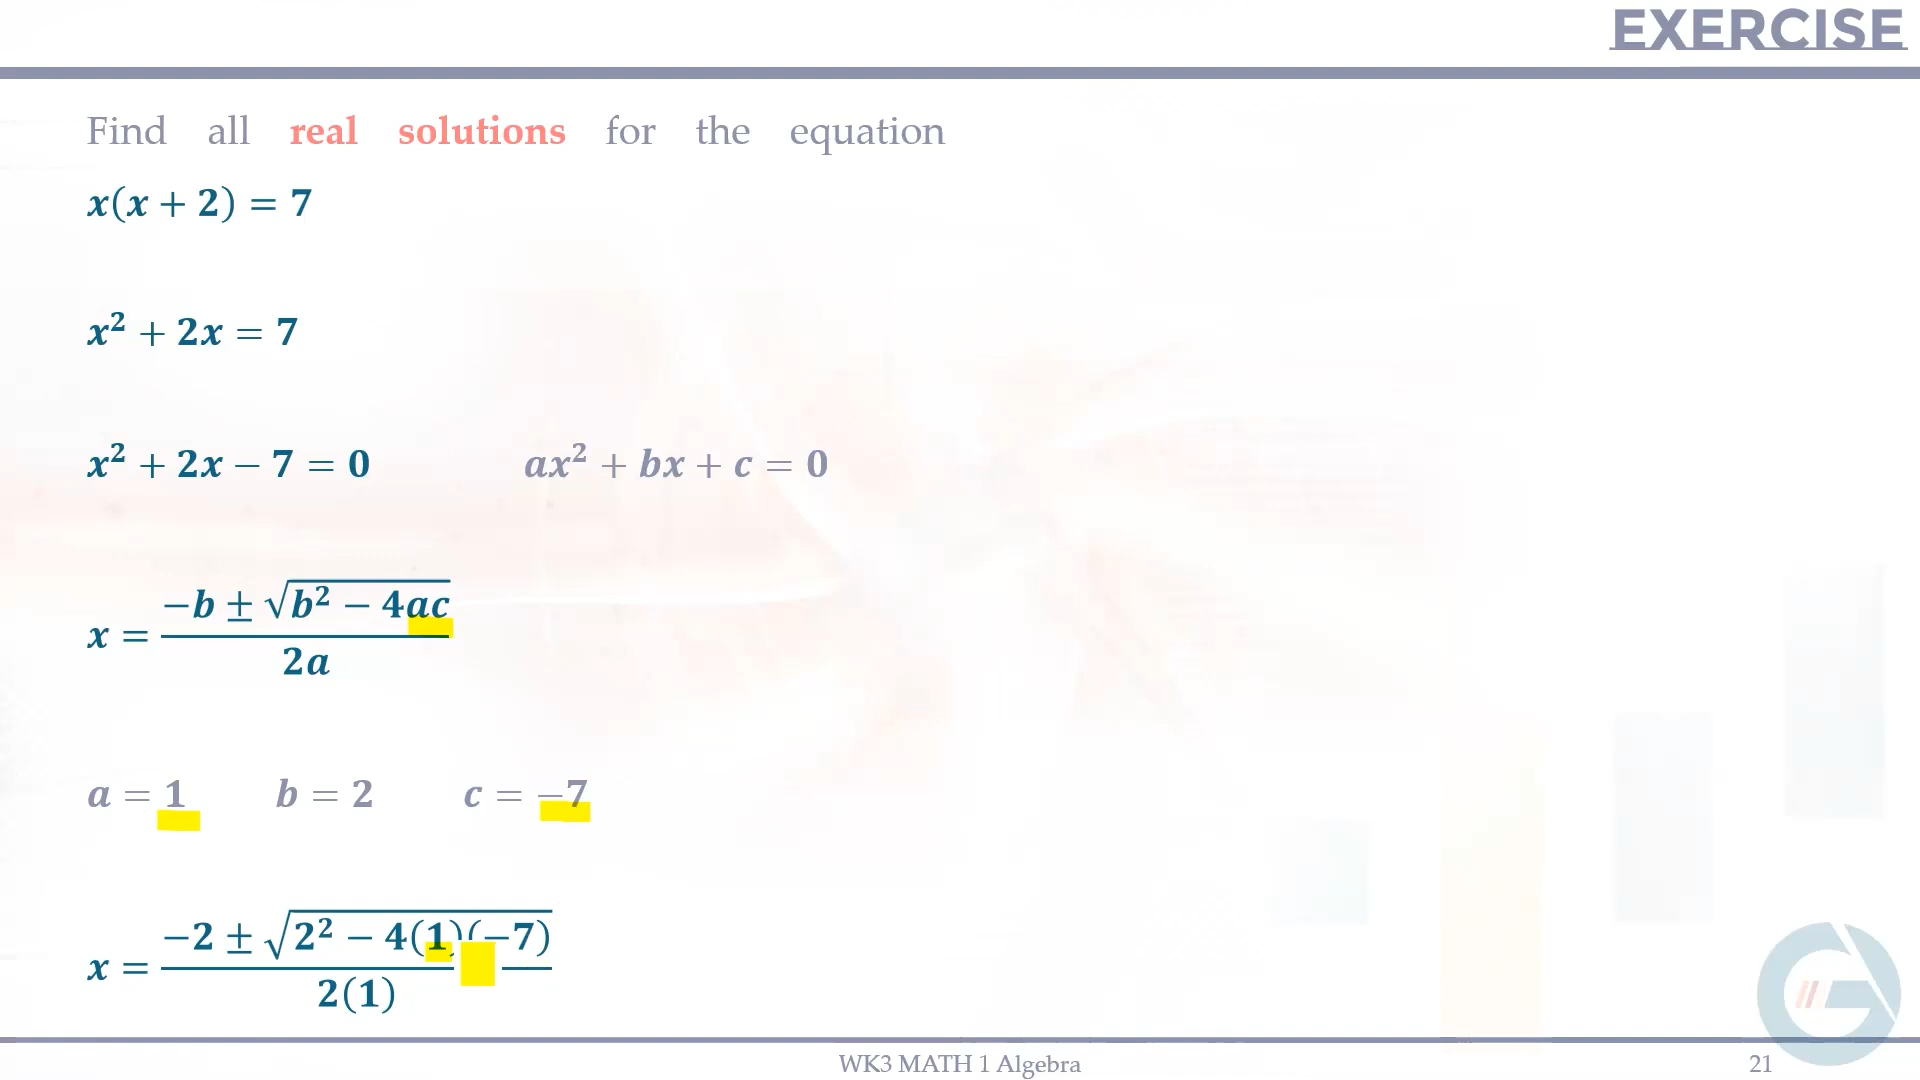 EXERCISE
Find all real solutions for the equation
x(x + 2) = 7
x² + 2x = 7
x² + 2x − 7 = 0 ax² + bx + c = 0
x = (−b ± √(b² − 4ac)) / 2a
a = 1 b = 2 c = −7
x = (−2 ± √(2² − 4(1)(−7))) / 2(1)
WK3 MATH 1 Algebra 21